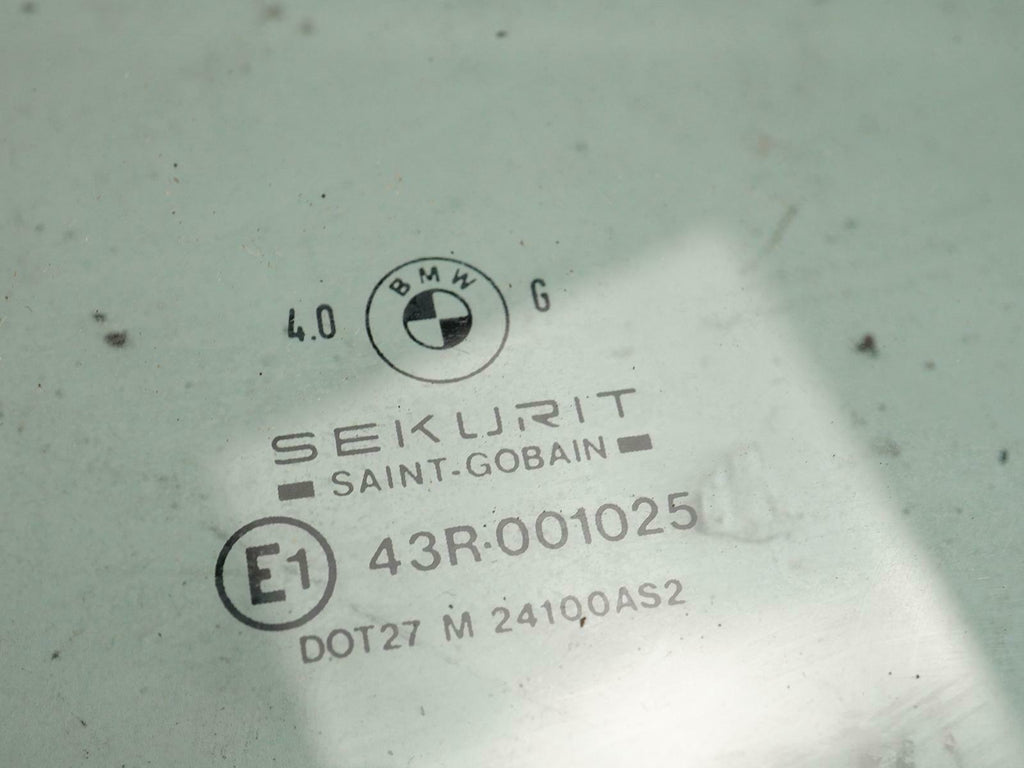 BMW
4.0 G
SEKURIT
SAINT-GOBAIN
E1 43R-001025
DOT27 M 24100AS2